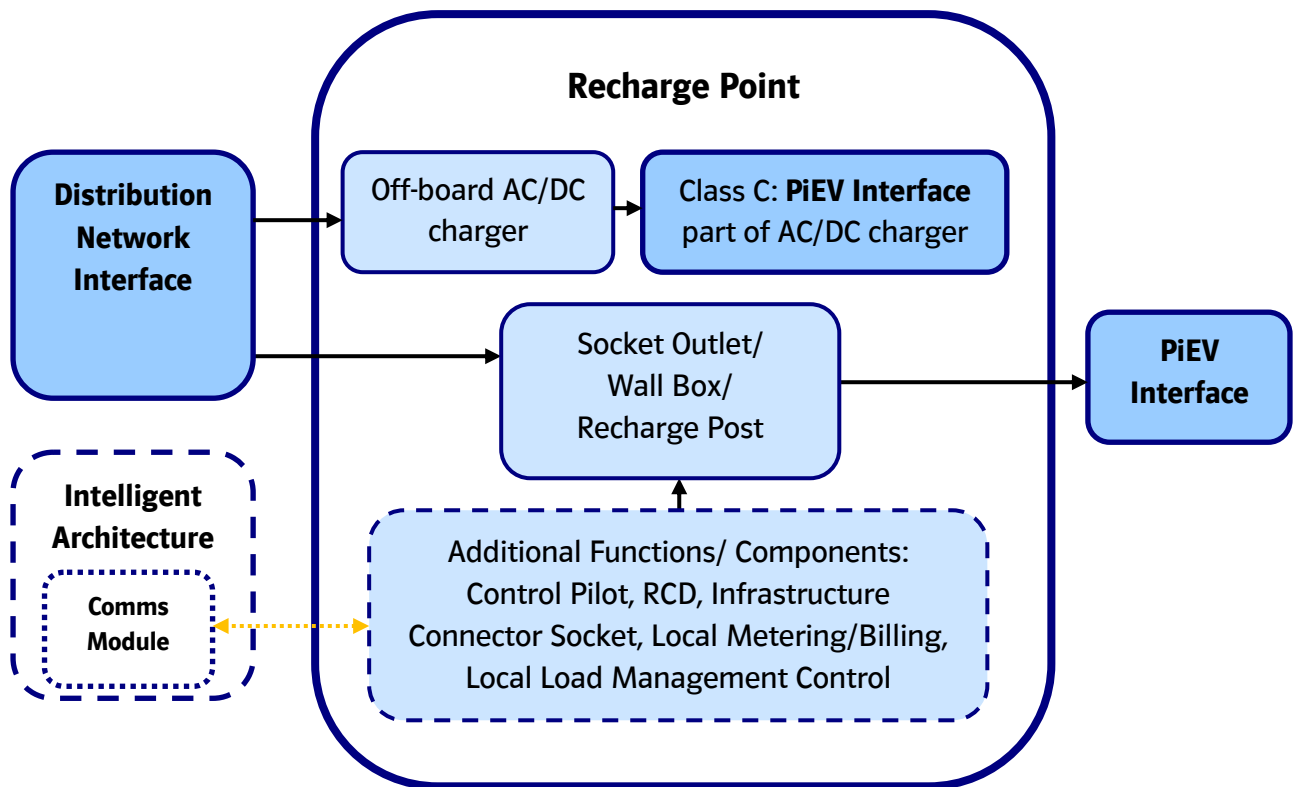 Recharge Point
Distribution
Network
Interface
Off-board AC/DC
charger
Class C: PiEV Interface
part of AC/DC charger
Socket Outlet/
Wall Box/
Recharge Post
PiEV
Interface
Intelligent
Architecture
Comms
Module
Additional Functions/ Components:
Control Pilot, RCD, Infrastructure
Connector Socket, Local Metering/Billing,
Local Load Management Control